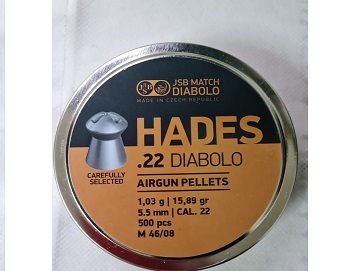 JSB
JSB MATCH
DIABOLO
MADE IN CZECH REPUBLIC
HADES
.22 DIABOLO
CAREFULLY
SELECTED
AIRGUN PELLETS
1,03 g | 15,89 gr
5.5 mm | CAL. 22
500 pcs
M 46/08